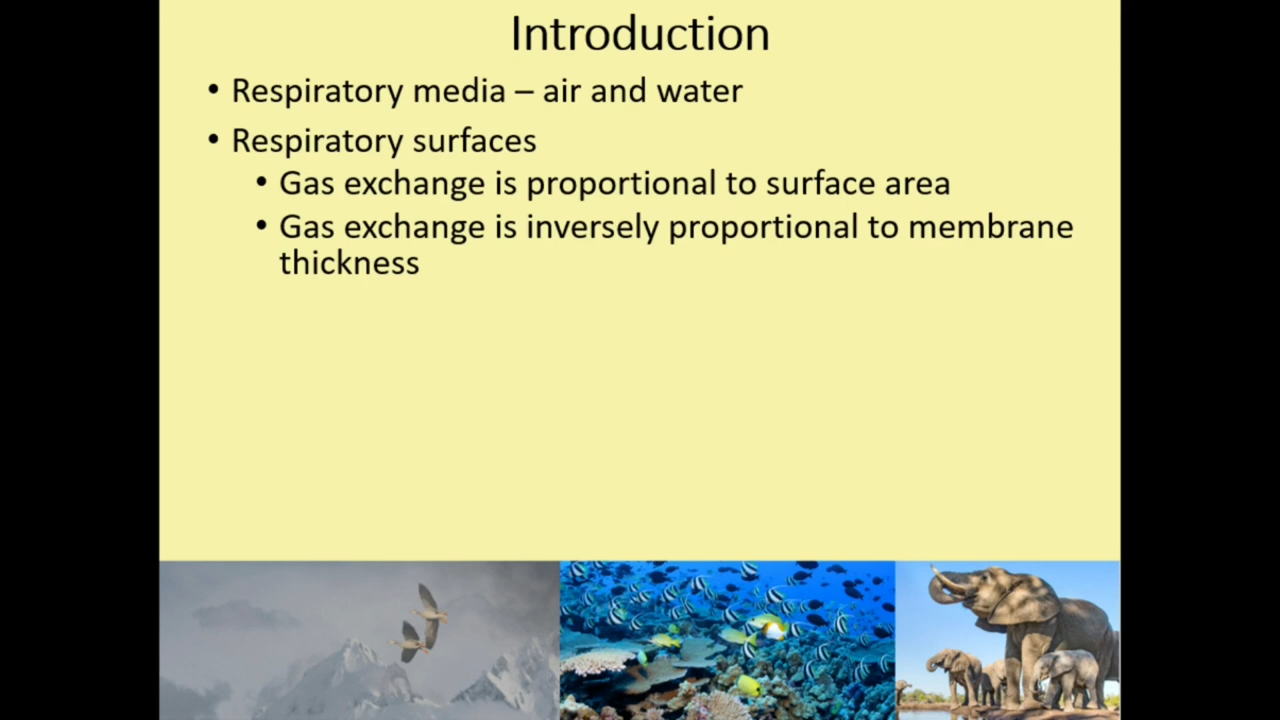 Introduction
• Respiratory media – air and water
• Respiratory surfaces
• Gas exchange is proportional to surface area
• Gas exchange is inversely proportional to membrane
thickness